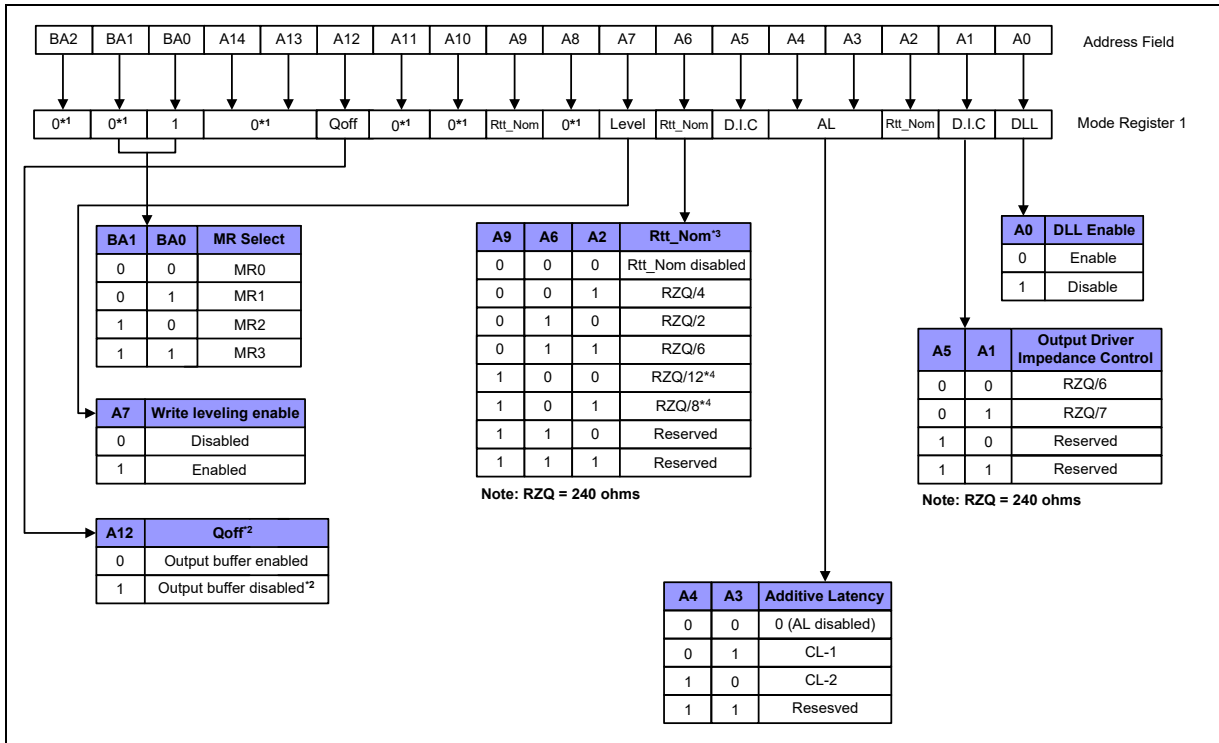 BA2 BA1 BA0 A14 A13 A12 A11 A10 A9 A8 A7 A6 A5 A4 A3 A2 A1 A0 Address Field
0*1 0*1 1 0*1 Qoff 0*1 0*1 Rtt_Nom 0*1 Level Rtt_Nom D.I.C AL Rtt_Nom D.I.C DLL Mode Register 1
BA1 BA0 MR Select
0 0 MR0
0 1 MR1
1 0 MR2
1 1 MR3
A7 Write leveling enable
0 Disabled
1 Enabled
A12 Qoff*2
0 Output buffer enabled
1 Output buffer disabled*2
A9 A6 A2 Rtt_Nom*3
0 0 0 Rtt_Nom disabled
0 0 1 RZQ/4
0 1 0 RZQ/2
0 1 1 RZQ/6
1 0 0 RZQ/12*4
1 0 1 RZQ/8*4
1 1 0 Reserved
1 1 1 Reserved
Note: RZQ = 240 ohms
A4 A3 Additive Latency
0 0 0 (AL disabled)
0 1 CL-1
1 0 CL-2
1 1 Resesved
A0 DLL Enable
0 Enable
1 Disable
A5 A1 Output Driver
Impedance Control
0 0 RZQ/6
0 1 RZQ/7
1 0 Reserved
1 1 Reserved
Note: RZQ = 240 ohms